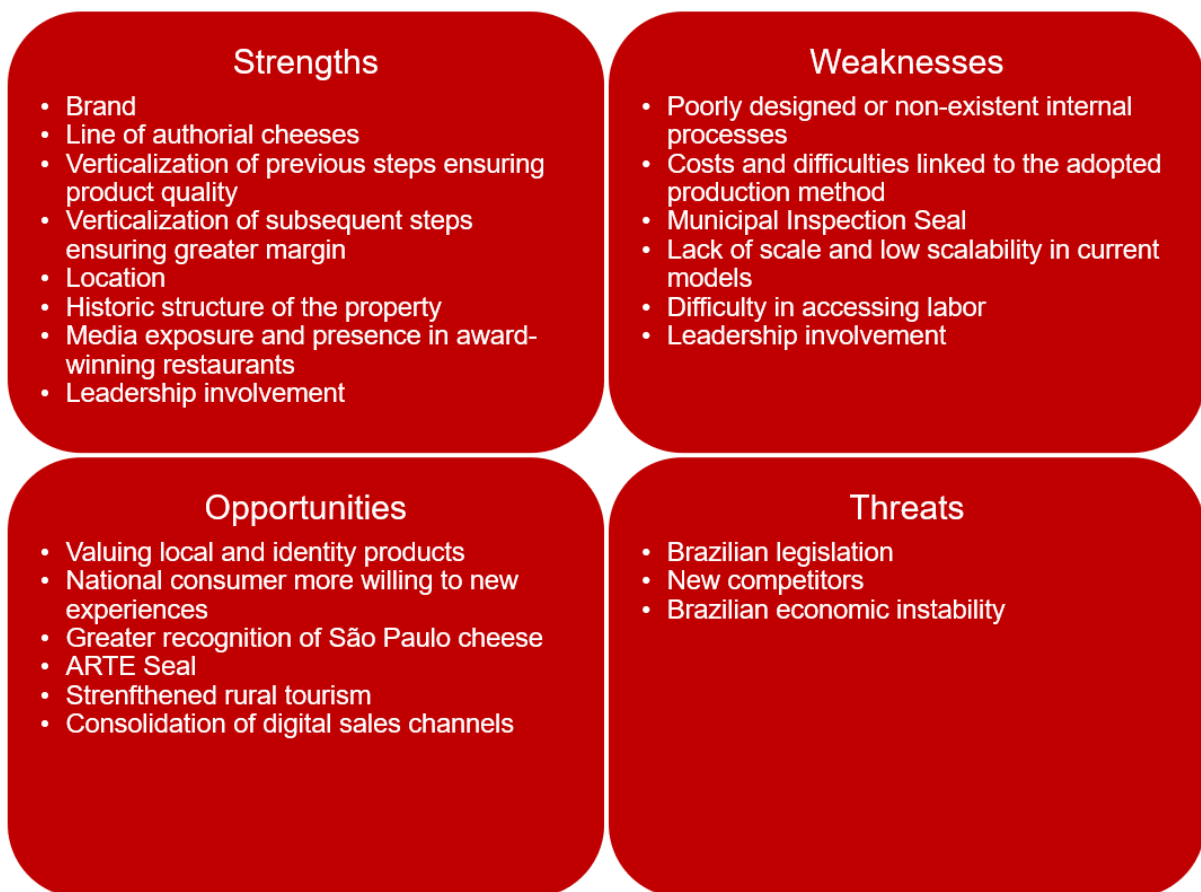 Strengths
• Brand
• Line of authorial cheeses
• Verticalization of previous steps ensuring
product quality
• Verticalization of subsequent steps
ensuring greater margin
• Location
• Historic structure of the property
• Media exposure and presence in award-
winning restaurants
• Leadership involvement
Weaknesses
• Poorly designed or non-existent internal
processes
• Costs and difficulties linked to the adopted
production method
• Municipal Inspection Seal
• Lack of scale and low scalability in current
models
• Difficulty in accessing labor
• Leadership involvement
Opportunities
• Valuing local and identity products
• National consumer more willing to new
experiences
• Greater recognition of São Paulo cheese
• ARTE Seal
• Strenfthened rural tourism
• Consolidation of digital sales channels
Threats
• Brazilian legislation
• New competitors
• Brazilian economic instability